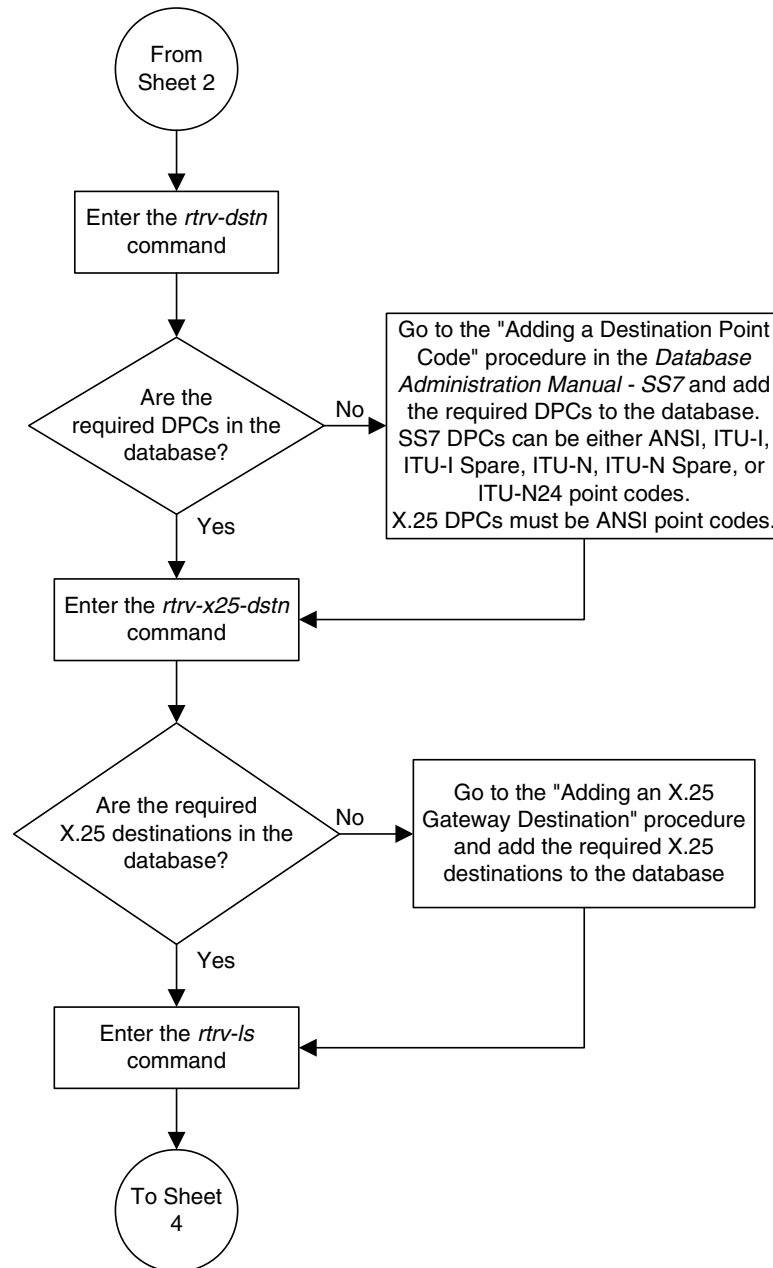 From
Sheet 2
Enter the rtrv-dstn
command
Are the
required DPCs in the
database?
No
Go to the "Adding a Destination Point
Code" procedure in the Database
Administration Manual - SS7 and add
the required DPCs to the database.
SS7 DPCs can be either ANSI, ITU-I,
ITU-I Spare, ITU-N, ITU-N Spare, or
ITU-N24 point codes.
X.25 DPCs must be ANSI point codes.
Yes
Enter the rtrv-x25-dstn
command
Are the required
X.25 destinations in the
database?
No
Go to the "Adding an X.25
Gateway Destination" procedure
and add the required X.25
destinations to the database
Yes
Enter the rtrv-ls
command
To Sheet
4